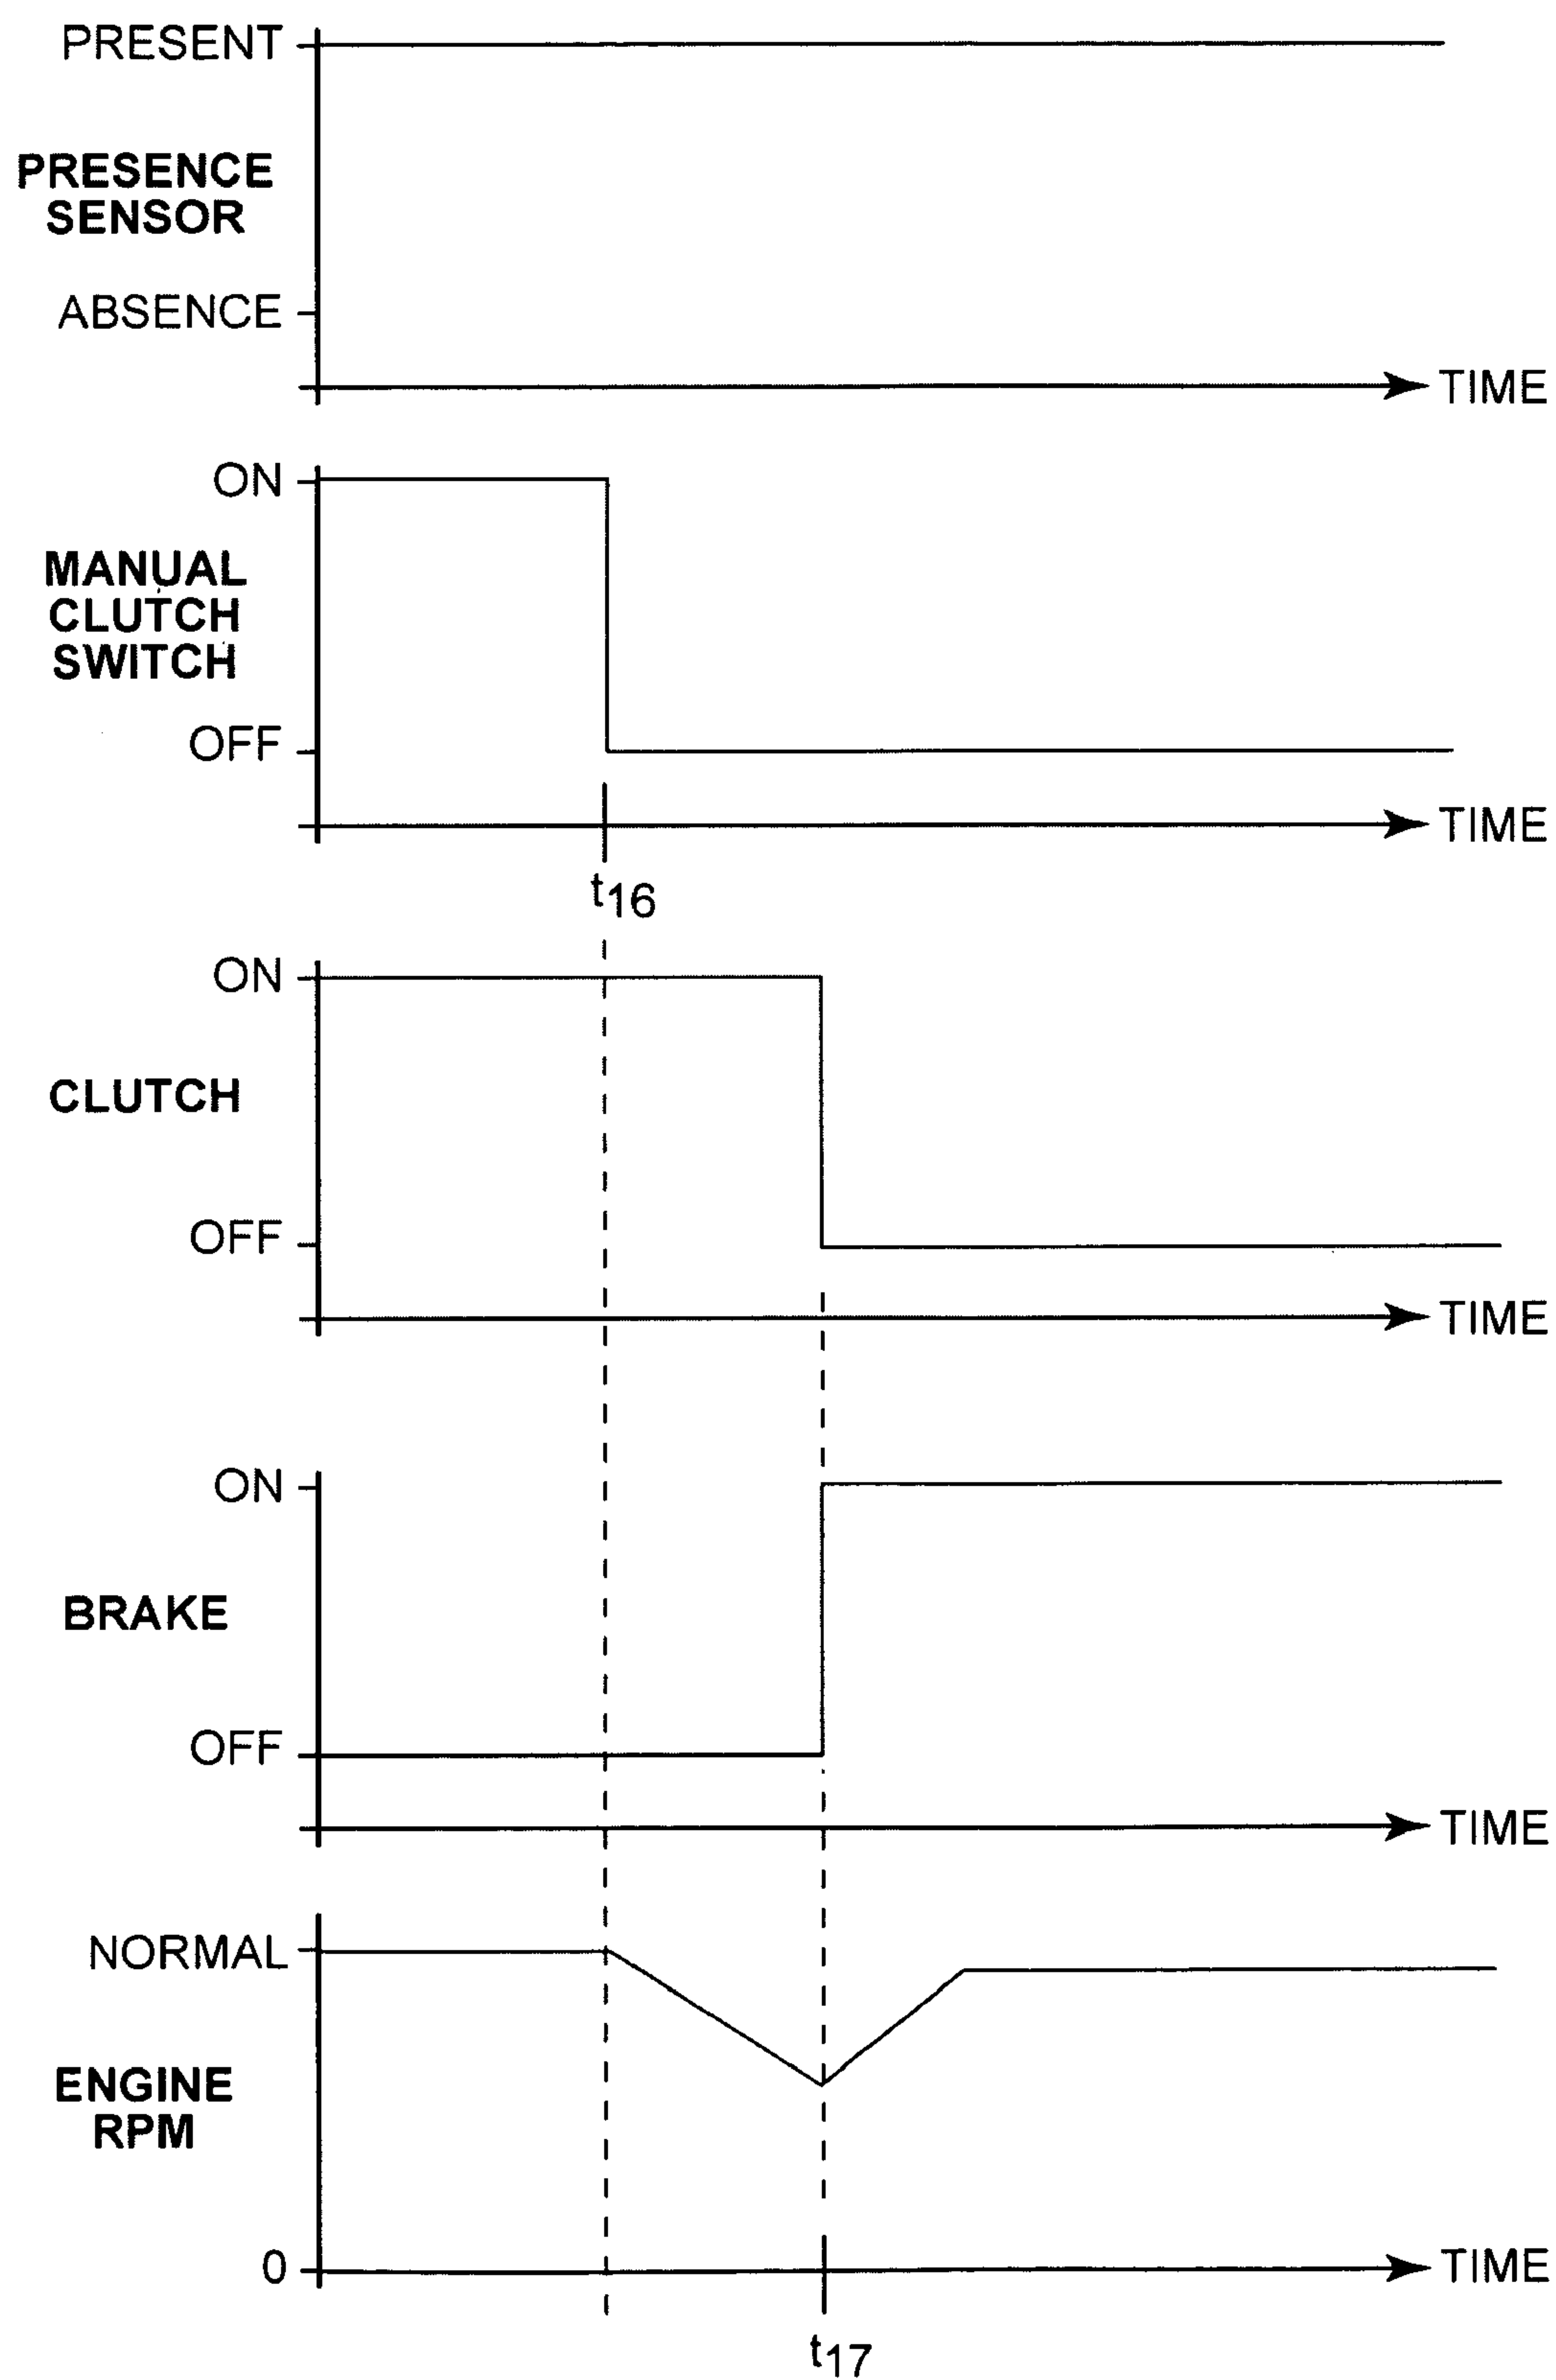 PRESENT
PRESENCE
SENSOR
ABSENCE
TIME
ON
MANUAL
CLUTCH
SWITCH
OFF
TIME
t16
ON
CLUTCH
OFF
TIME
ON
BRAKE
OFF
TIME
NORMAL
ENGINE
RPM
0
TIME
t17